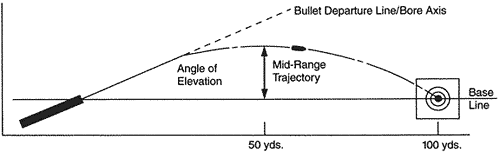 Bullet Departure Line/Bore Axis
Angle of
Elevation
Mid-Range
Trajectory
Base
Line
50 yds.
100 yds.